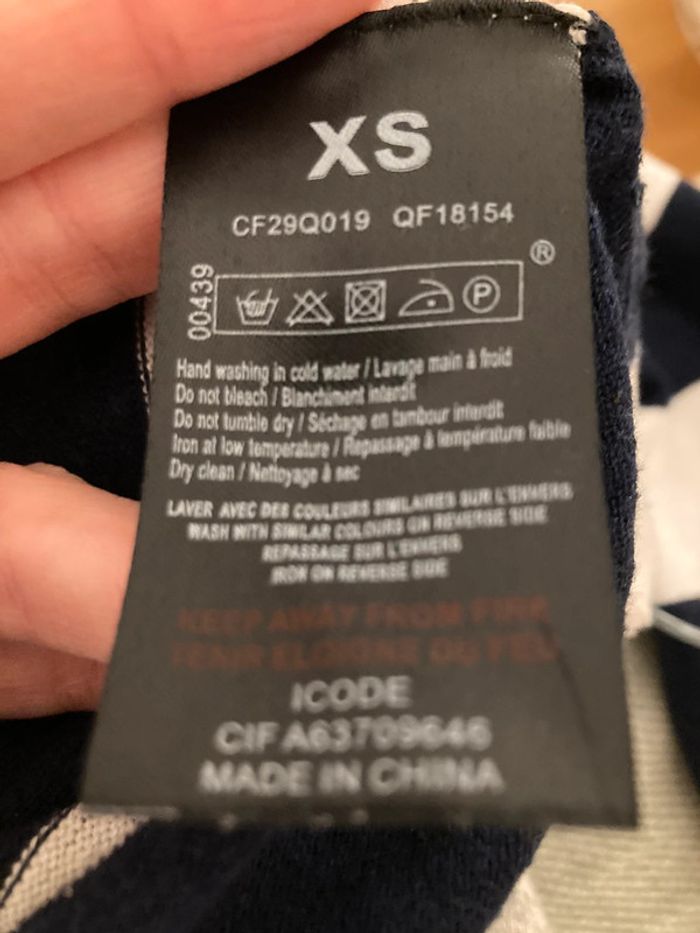 XS
CF29Q019 QF18154
®
00439
P
Hand washing in cold water / Lavage main à froid
Do not bleach / Blanchiment interdit
Do not tumble dry / Séchage en tambour interdit
Iron at low temperature / Repassage à température faible
Dry clean / Nettoyage à sec
LAVER AVEC DES COULEURS SIMILAIRES SUR L'ENVERS
WASH WITH SIMILAR COLOURS ON REVERSE SIDE
REPASSAGE SUR L'ENVERS
IRON ON REVERSE SIDE
KEEP AWAY FROM FIRE
TENIR ELOIGNE DU FEU
ICODE
CIF A63709646
MADE IN CHINA